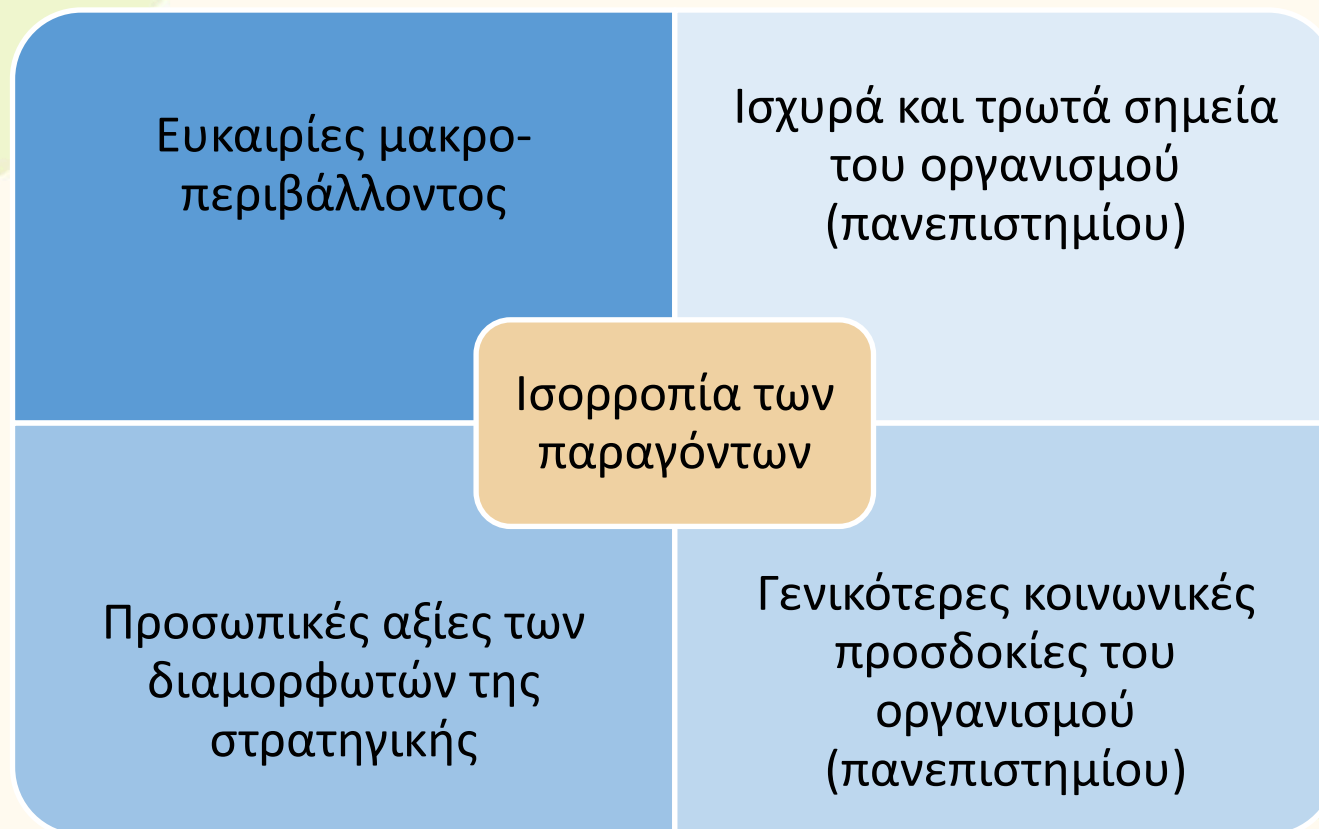 Ευκαιρίες μακρο-
περιβάλλοντος
Ισχυρά και τρωτά σημεία
του οργανισμού
(πανεπιστημίου)
Ισορροπία των
παραγόντων
Προσωπικές αξίες των
διαμορφωτών της
στρατηγικής
Γενικότερες κοινωνικές
προσδοκίες του
οργανισμού
(πανεπιστημίου)